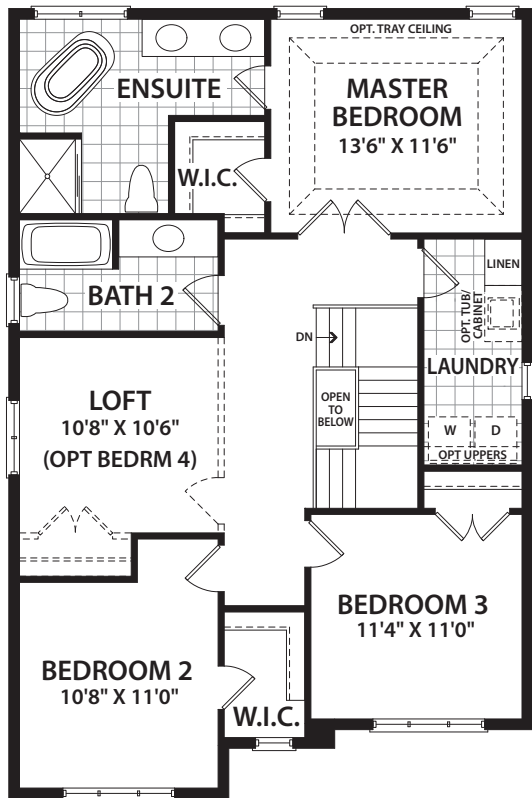 OPT. TRAY CEILING
ENSUITE
MASTER
BEDROOM
13'6" X 11'6"
W.I.C.
BATH 2
LINEN
OPT. TUB/
CABINET
LAUNDRY
DN
OPEN
TO
BELOW
LOFT
10'8" X 10'6"
(OPT BEDRM 4)
W
D
OPT UPPERS
BEDROOM 3
11'4" X 11'0"
BEDROOM 2
10'8" X 11'0"
W.I.C.